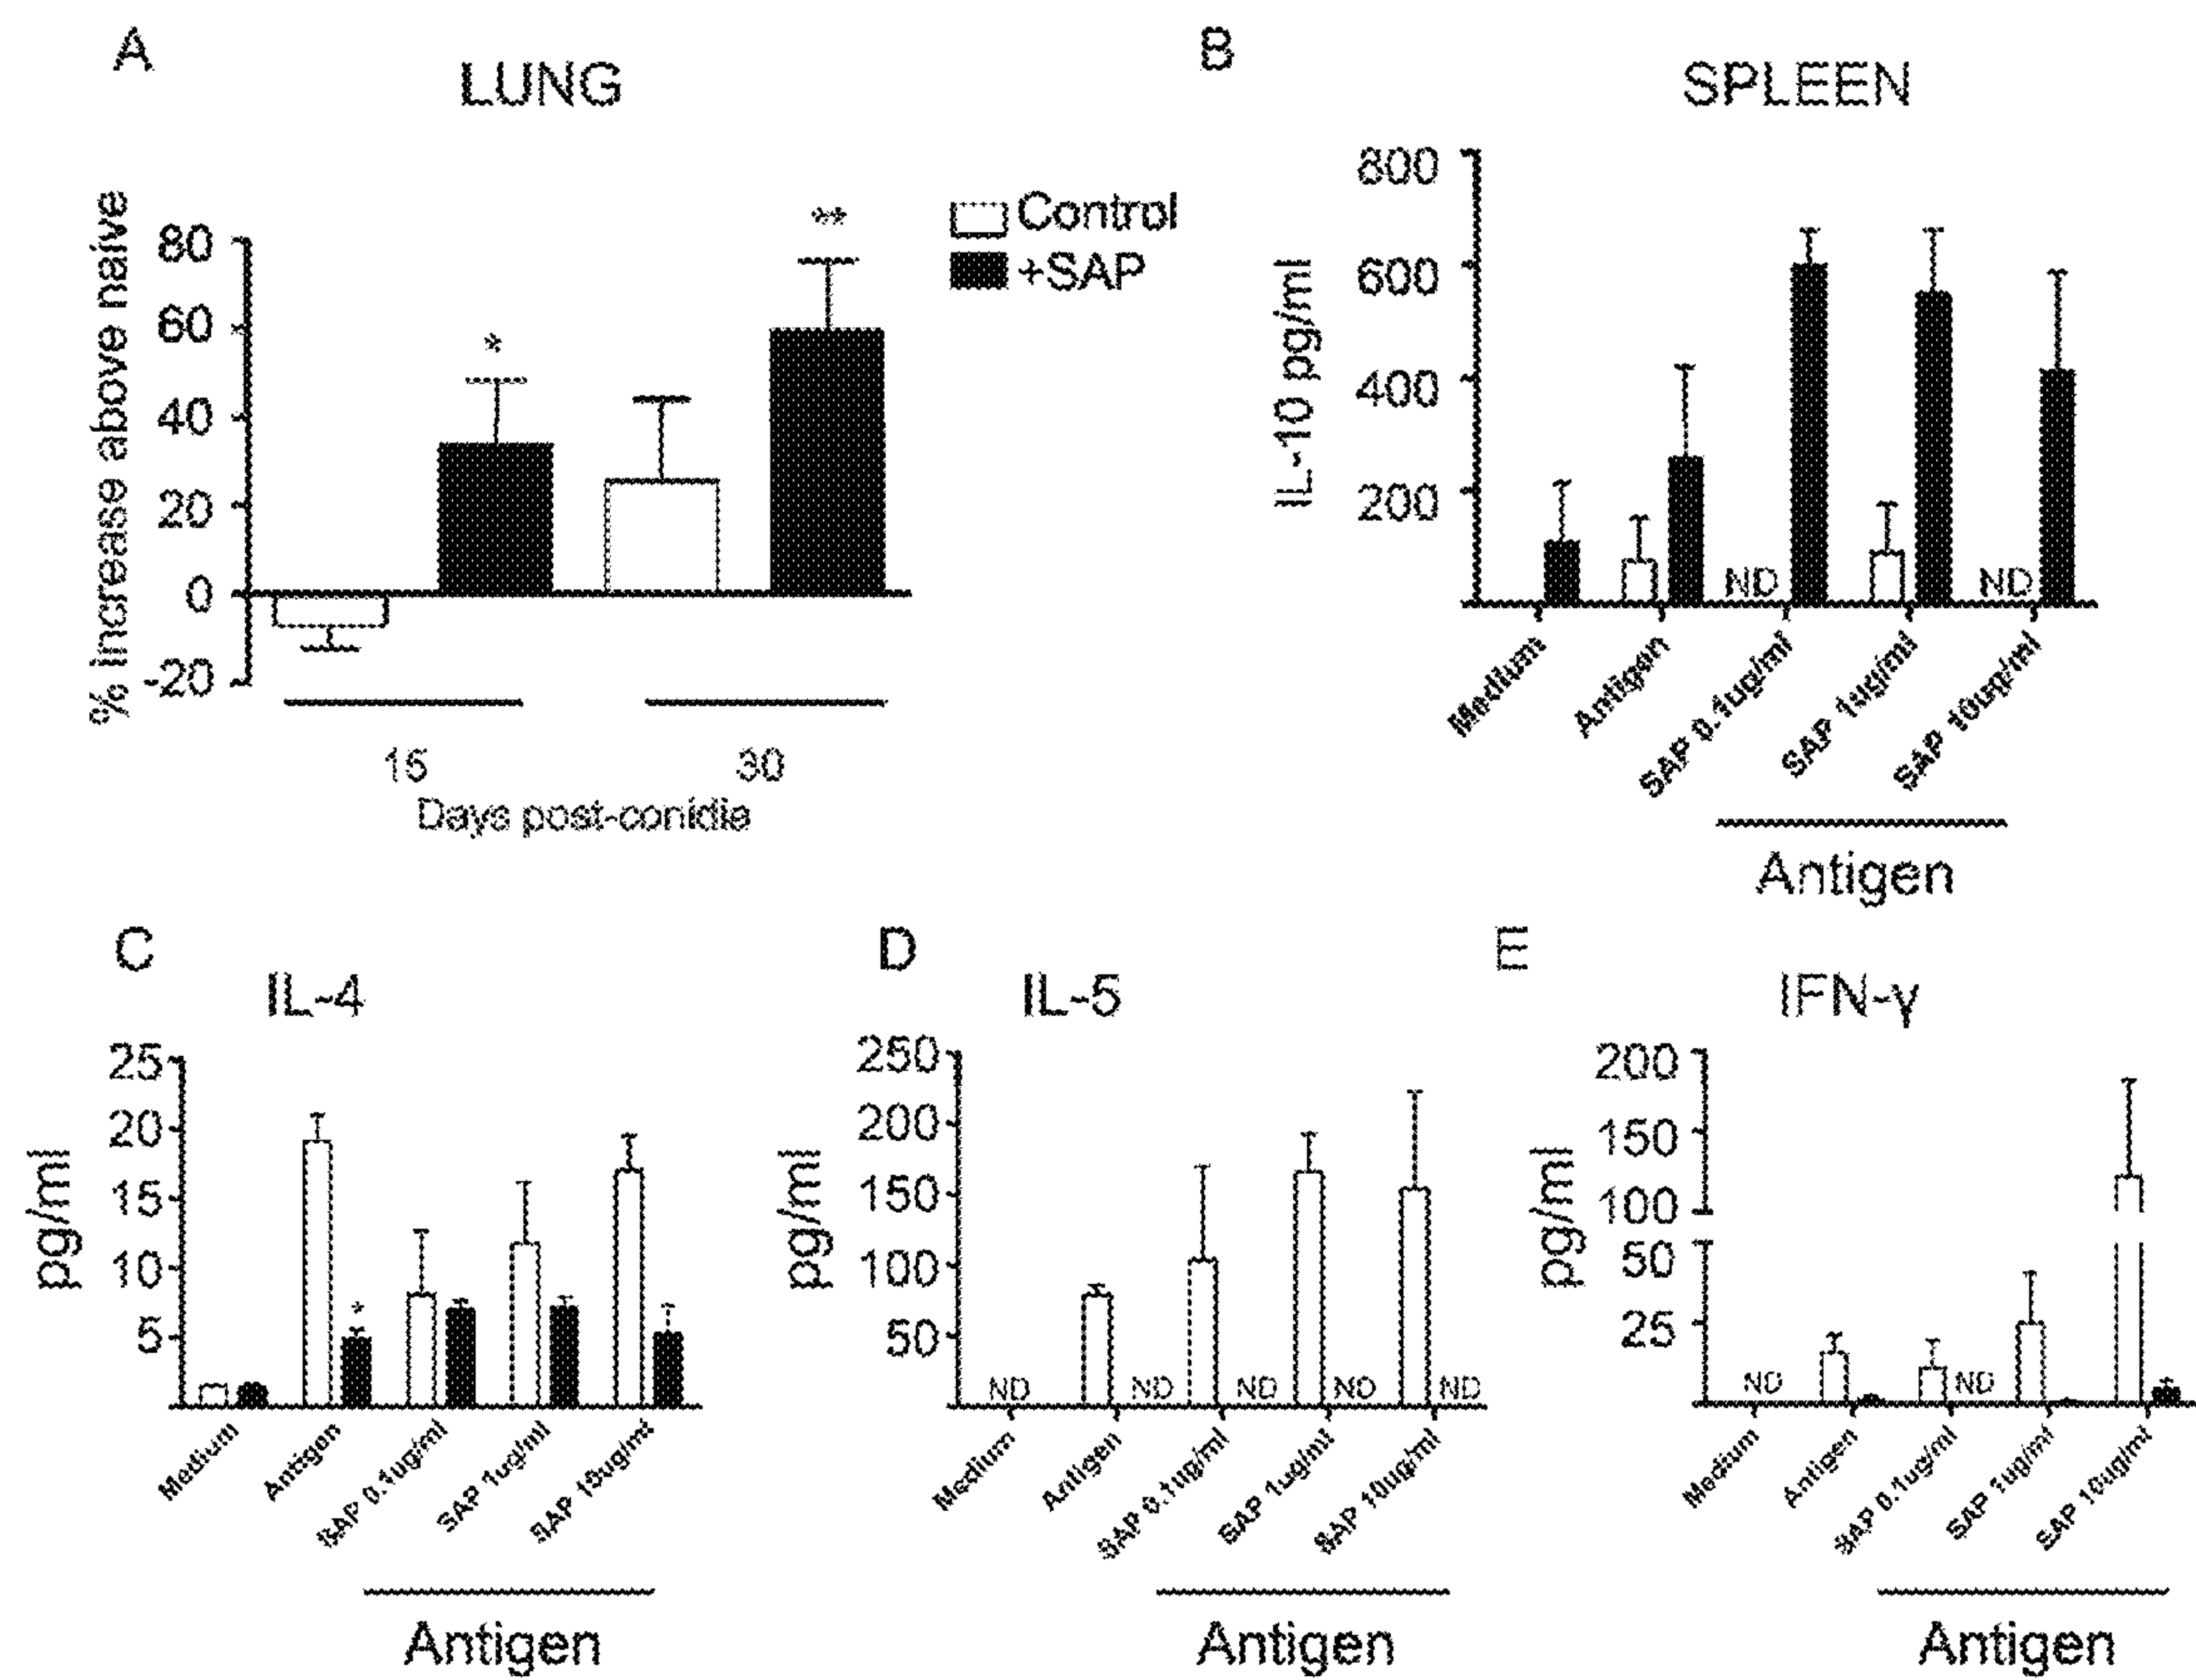 A
LUNG
% Increase above naive
80
60
40
20
0
-20
*
**
Control
+SAP
15
30
Days post-conidia
B
SPLEEN
IL-10 pg/ml
800
600
400
200
ND
ND
Medium
Antigen
SAP 0.1ug/ml
SAP 1ug/ml
SAP 10ug/ml
Antigen
C
IL-4
pg/ml
25
20
15
10
5
*
Medium
Antigen
SAP 0.1ug/ml
SAP 1ug/ml
SAP 10ug/ml
Antigen
D
IL-5
pg/ml
250
200
150
100
50
ND
ND
ND
ND
ND
Medium
Antigen
SAP 0.1ug/ml
SAP 1ug/ml
SAP 10ug/ml
Antigen
E
IFN-γ
pg/ml
200
150
100
50
25
ND
ND
Medium
Antigen
SAP 0.1ug/ml
SAP 1ug/ml
SAP 10ug/ml
Antigen